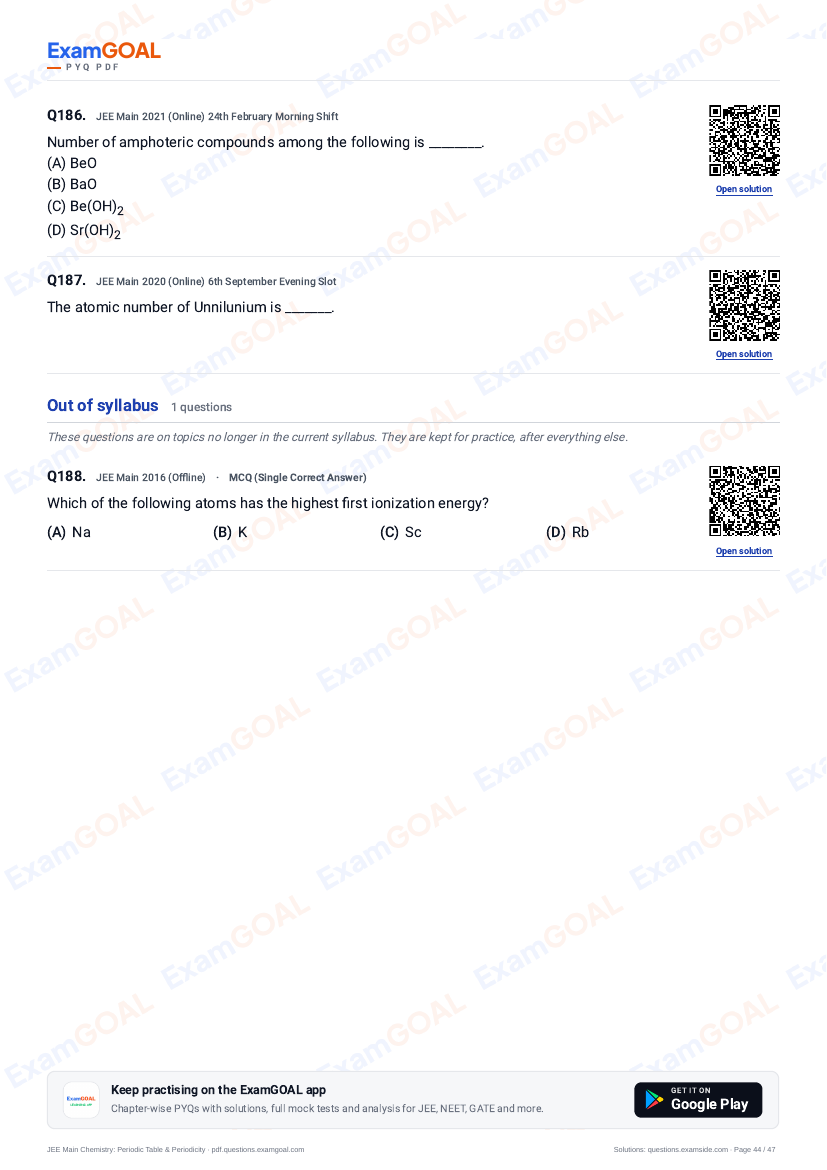 ExamGOAL
PYQ PDF
Q186. JEE Main 2021 (Online) 24th February Morning Shift
Number of amphoteric compounds among the following is ________.
(A) BeO
(B) BaO
(C) Be(OH)2
(D) Sr(OH)2
Open solution
Q187. JEE Main 2020 (Online) 6th September Evening Slot
The atomic number of Unnilunium is _______.
Open solution
Out of syllabus 1 questions
These questions are on topics no longer in the current syllabus. They are kept for practice, after everything else.
Q188. JEE Main 2016 (Offline) · MCQ (Single Correct Answer)
Which of the following atoms has the highest first ionization energy?
(A) Na (B) K (C) Sc (D) Rb
Open solution
ExamGOAL
Keep practising on the ExamGOAL app
Chapter-wise PYQs with solutions, full mock tests and analysis for JEE, NEET, GATE and more.
GET IT ON
Google Play
JEE Main Chemistry: Periodic Table & Periodicity · pdf.questions.examgoal.com
Solutions: questions.examside.com · Page 44 / 47